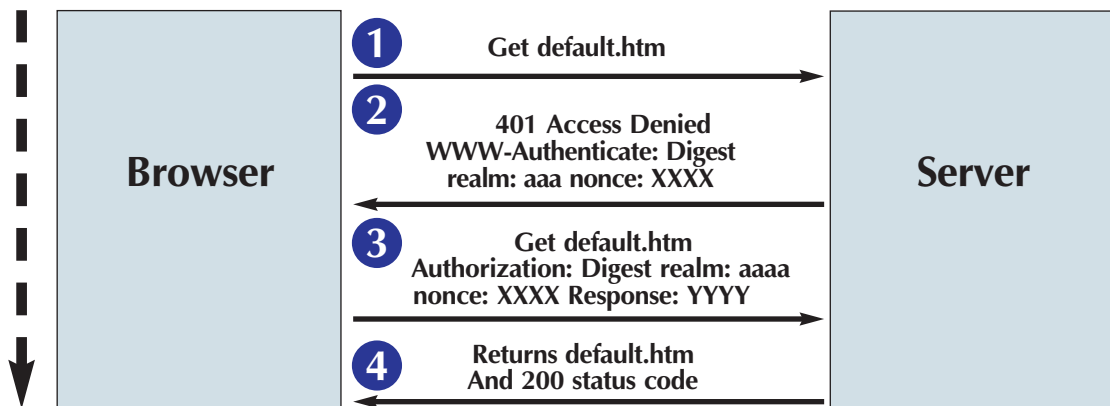 Browser
Server
1
Get default.htm
2
401 Access Denied
WWW-Authenticate: Digest
realm: aaa nonce: XXXX
3
Get default.htm
Authorization: Digest realm: aaaa
nonce: XXXX Response: YYYY
4
Returns default.htm
And 200 status code